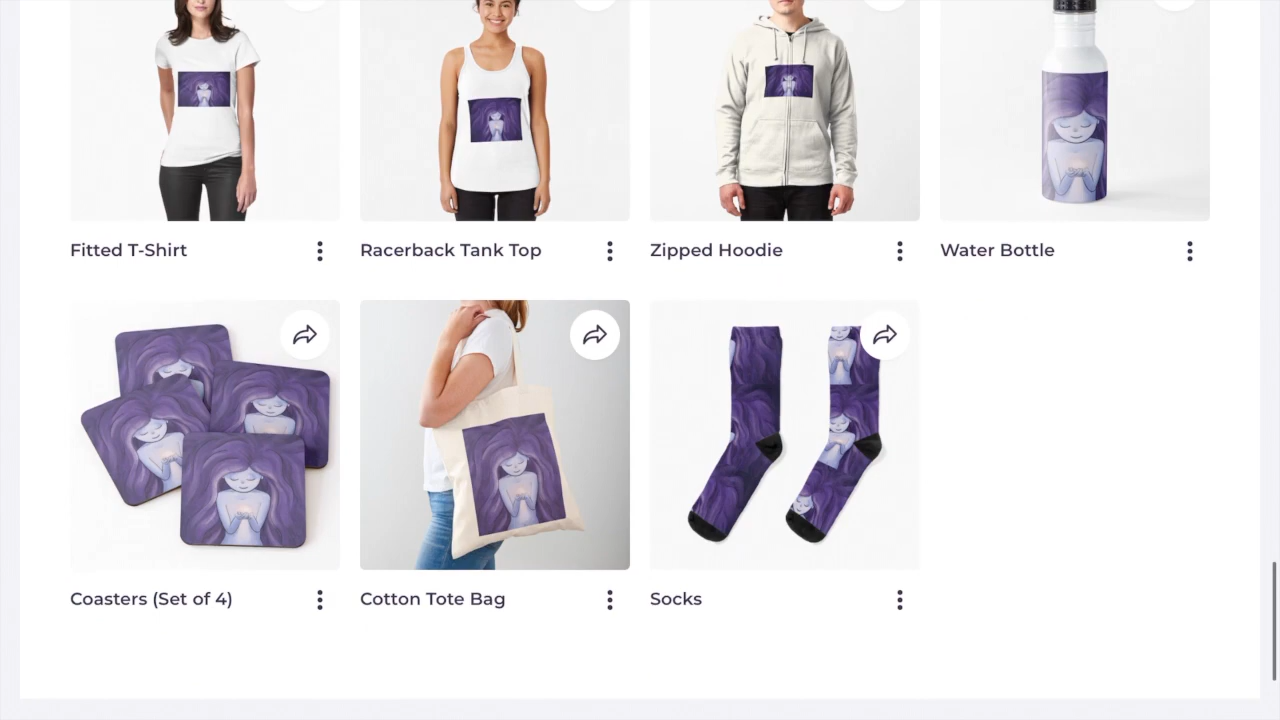 Fitted T-Shirt
Racerback Tank Top
Zipped Hoodie
Water Bottle
Coasters (Set of 4)
Cotton Tote Bag
Socks